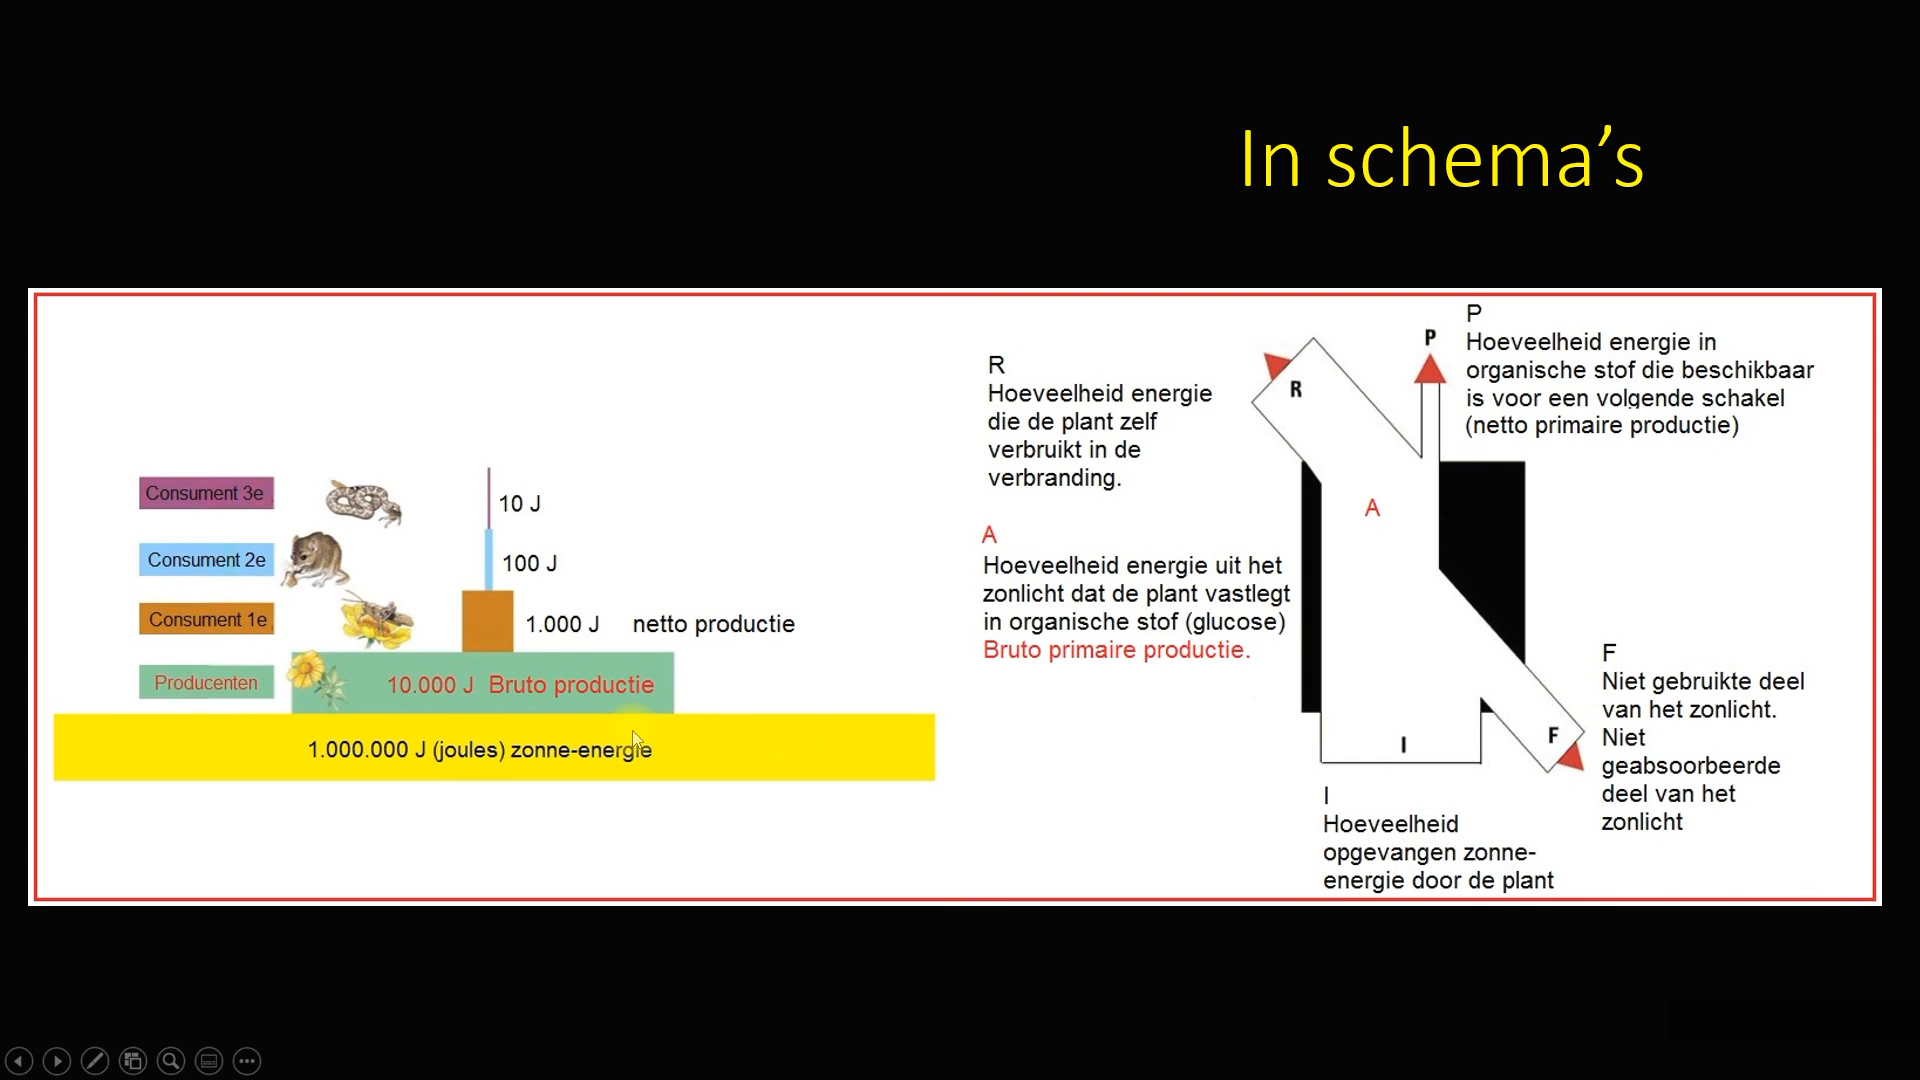 In schema’s
Consument 3e
10 J
Consument 2e
100 J
Consument 1e
1.000 J netto productie
Producenten
10.000 J Bruto productie
1.000.000 J (joules) zonne-energie
R
Hoeveelheid energie
die de plant zelf
verbruikt in de
verbranding.
A
Hoeveelheid energie uit het
zonlicht dat de plant vastlegt
in organische stof (glucose)
Bruto primaire productie.
R
P
A
I
F
P
Hoeveelheid energie in
organische stof die beschikbaar
is voor een volgende schakel
(netto primaire productie)
F
Niet gebruikte deel
van het zonlicht.
Niet
geabsoorbeerde
deel van het
zonlicht
I
Hoeveelheid
opgevangen zonne-
energie door de plant